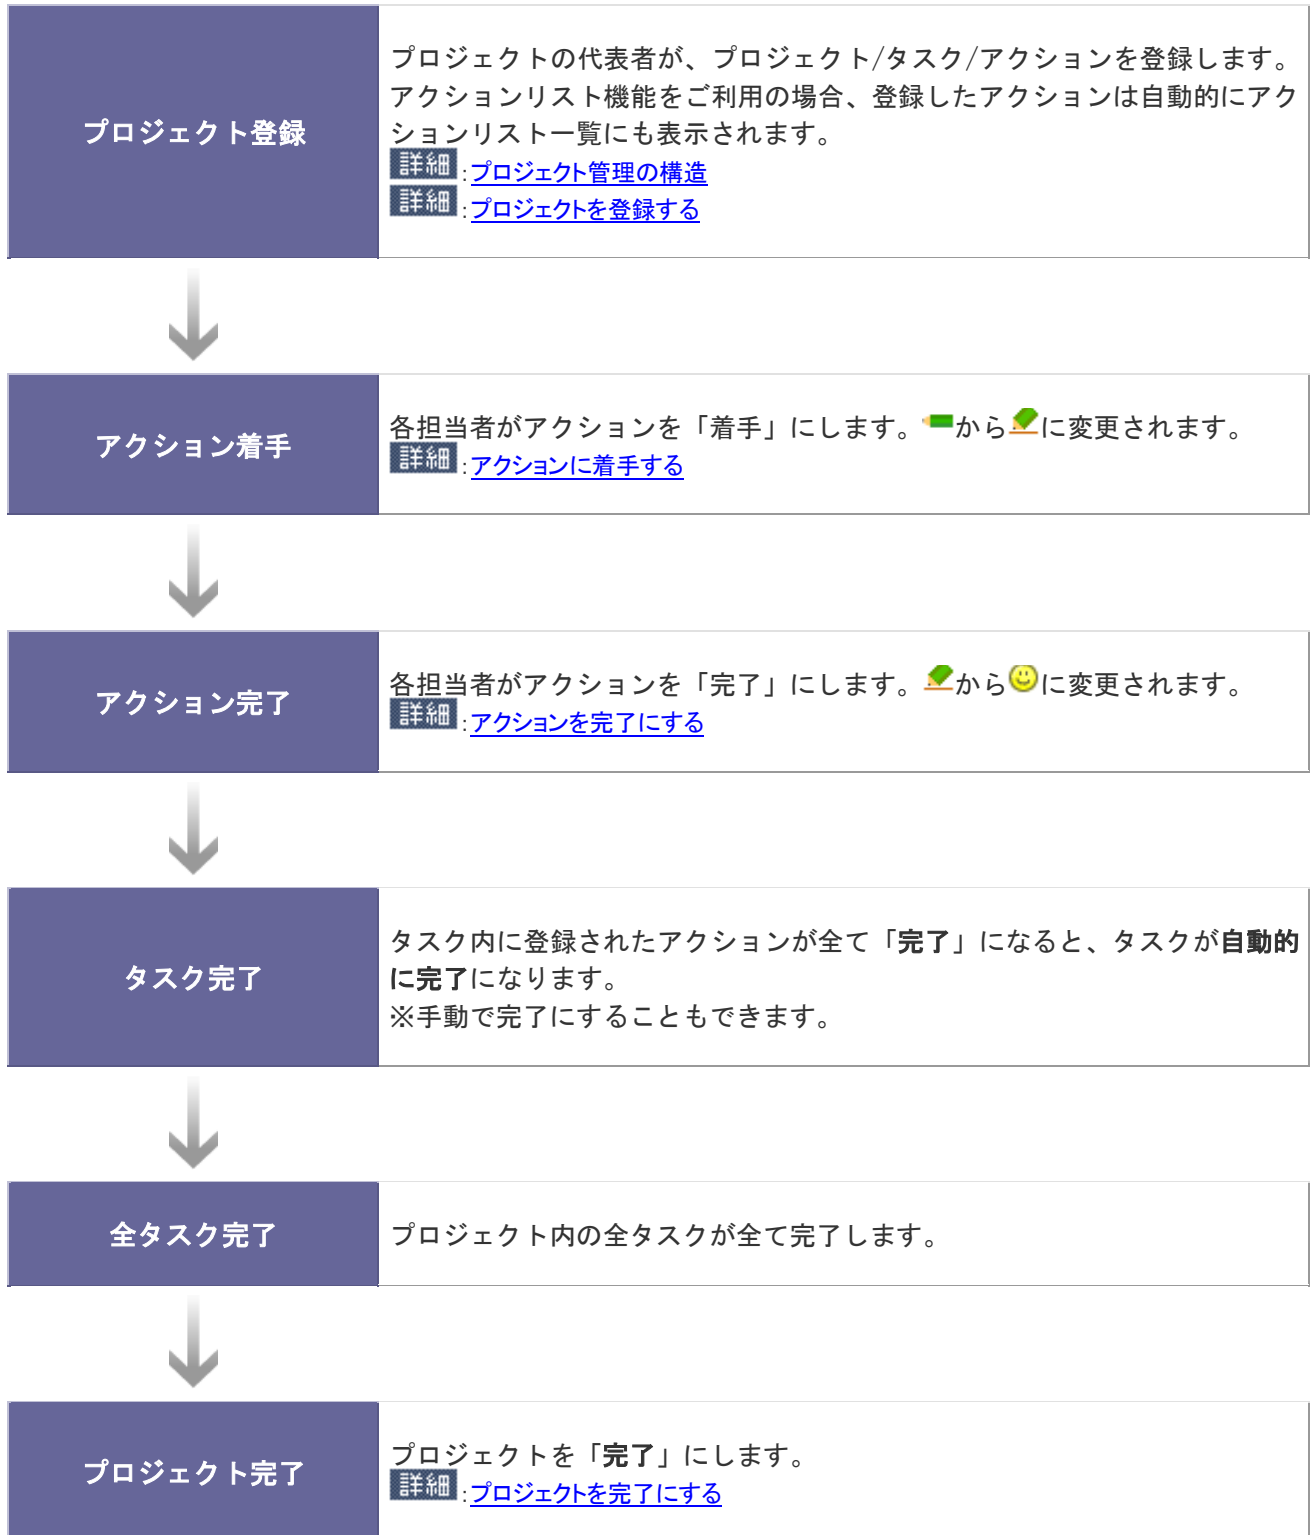 プロジェクト登録
プロジェクトの代表者が、プロジェクト/タスク/アクションを登録します。
アクションリスト機能をご利用の場合、登録したアクションは自動的にアク
ションリスト一覧にも表示されます。
詳細:プロジェクト管理の構造
詳細:プロジェクトを登録する
アクション着手
各担当者がアクションを「着手」にします。から に変更されます。
詳細:アクションに着手する
アクション完了
各担当者がアクションを「完了」にします。から に変更されます。
詳細:アクションを完了にする
タスク完了
タスク内に登録されたアクションが全て「完了」になると、タスクが自動的
に完了になります。
※手動で完了にすることもできます。
全タスク完了
プロジェクト内の全タスクが全て完了します。
プロジェクト完了
プロジェクトを「完了」にします。
詳細:プロジェクトを完了にする